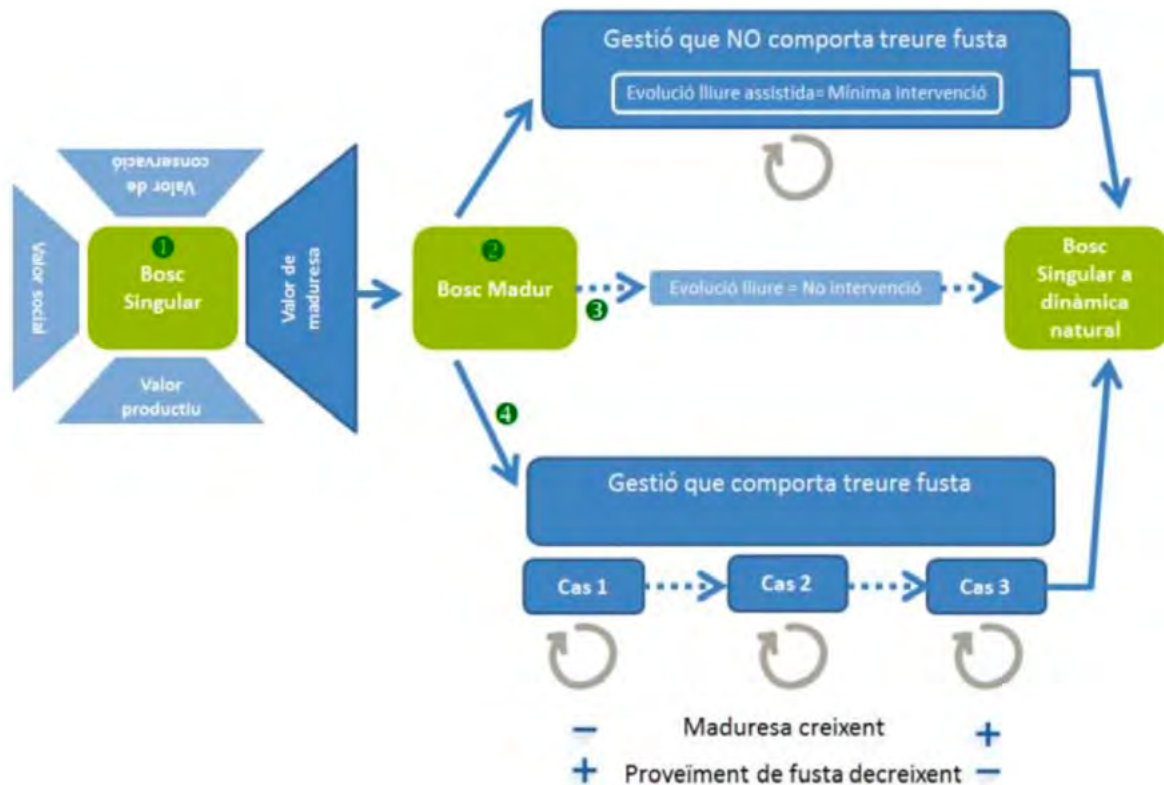 Gestió que NO comporta treure fusta
Evolució lliure assistida= Mínima intervenció
Valor de
conservació
Valor social
1
Bosc
Singular
Valor de
maduresa
Valor
productiu
2
Bosc Madur
3
Evolució lliure = No intervenció
Bosc
Singular a
dinàmica
natural
4
Gestió que comporta treure fusta
Cas 1
Cas 2
Cas 3
− Maduresa creixent +
+ Proveïment de fusta decreixent −